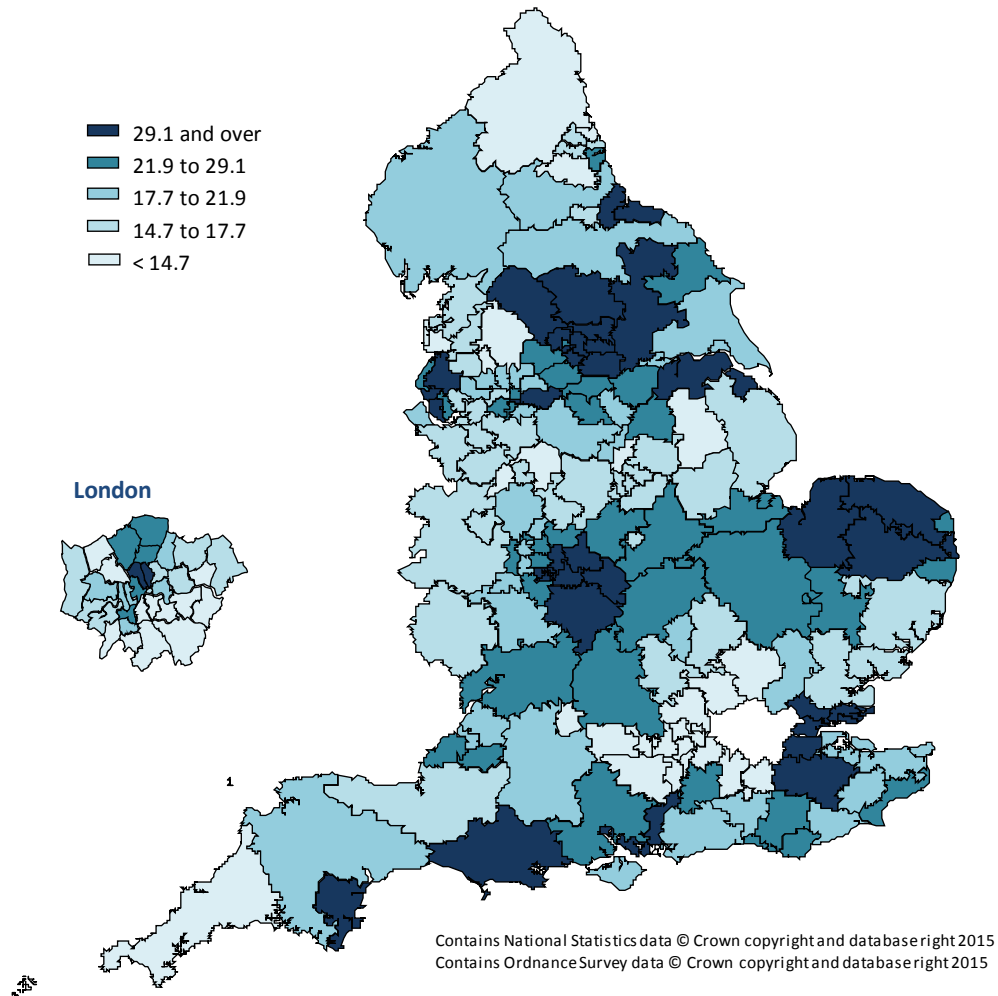 29.1 and over
21.9 to 29.1
17.7 to 21.9
14.7 to 17.7
< 14.7
London
1
Contains National Statistics data © Crown copyright and database right 2015
Contains Ordnance Survey data © Crown copyright and database right 2015